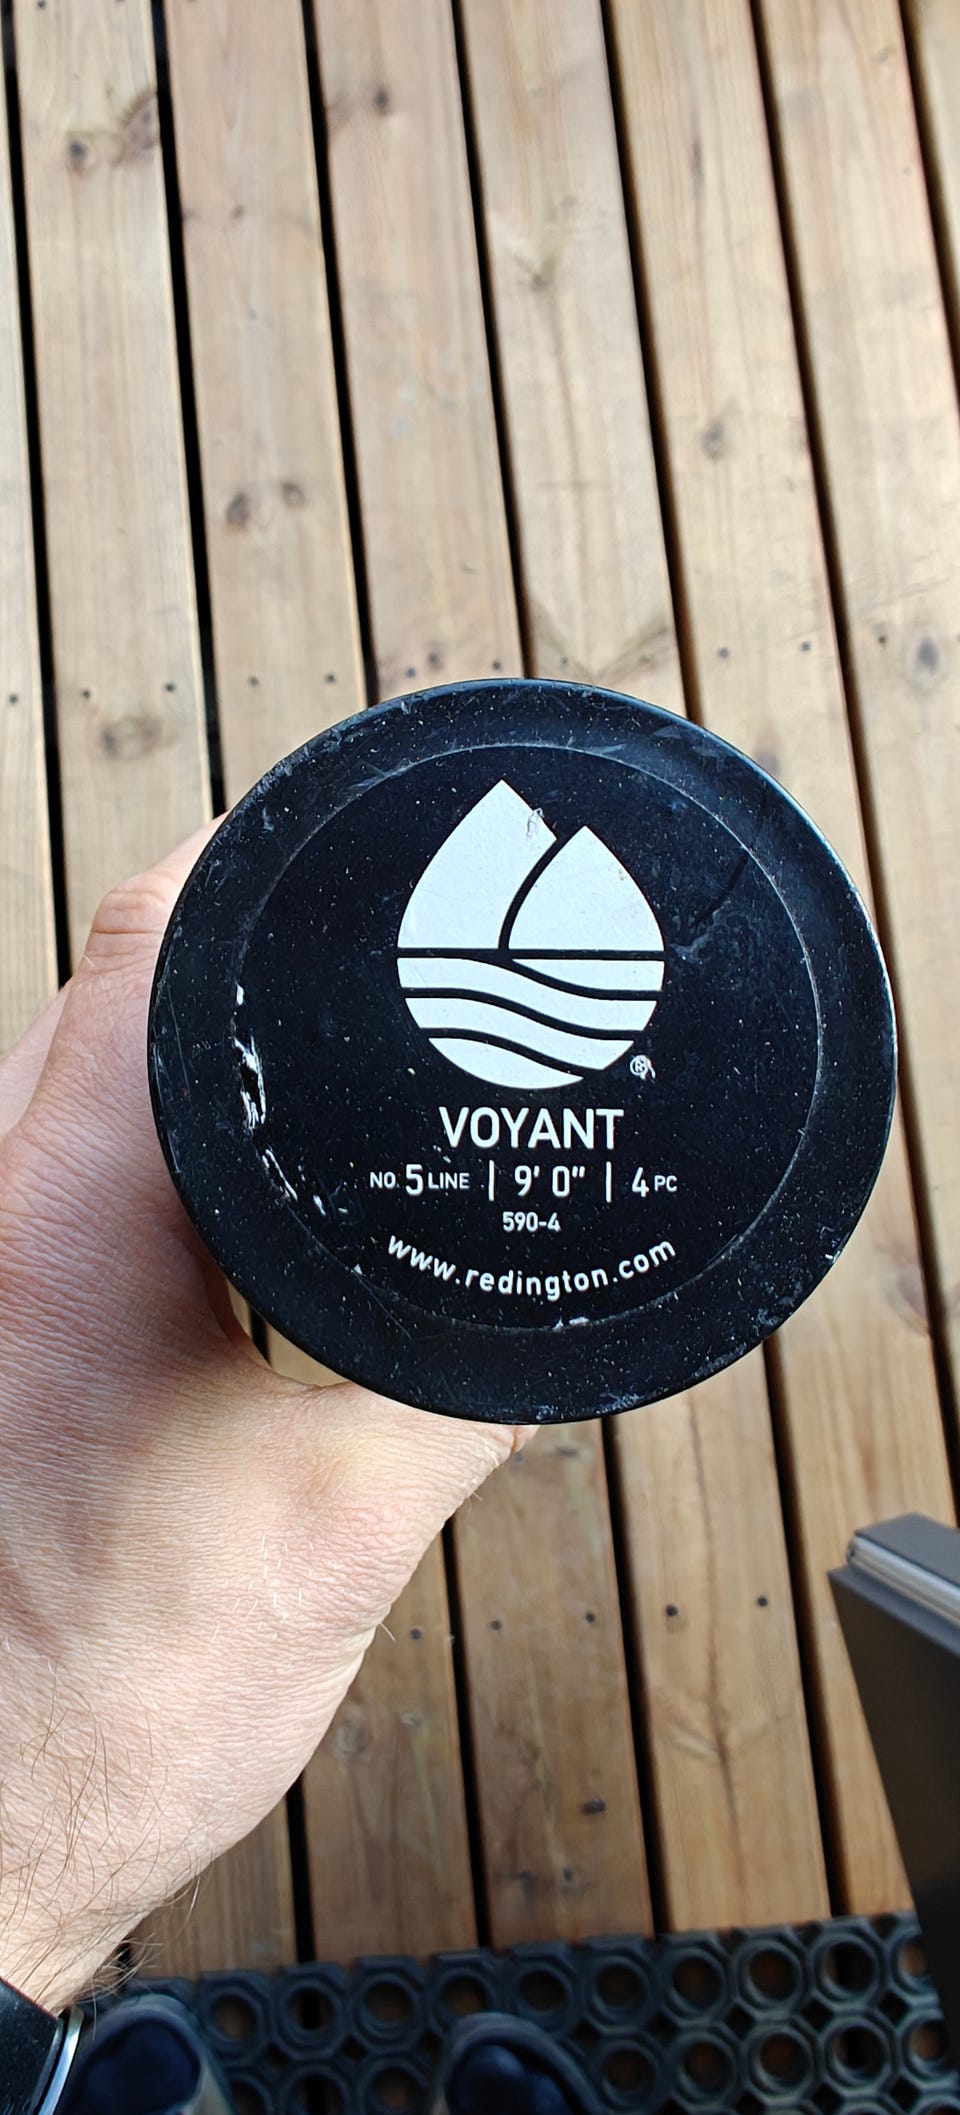 ®
VOYANT
NO. 5 LINE | 9' 0" | 4 PC
590-4
www.redington.com